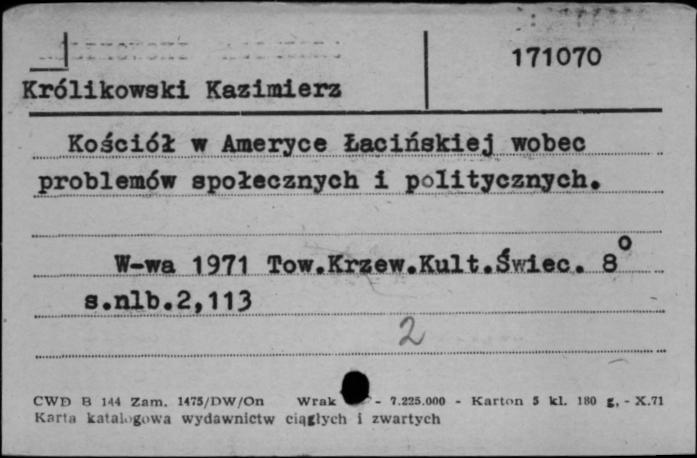 171070
Królikowski Kazimierz
Kościół w Ameryce Łacińskiej wobec
problemów społecznych i politycznych.
W-wa 1971 Tow.Krzew.Kult.Świec. 8o
s.nlb.2,113
2
CWD B 144 Zam. 1475/DW/On Wrak - 7.225.000 - Karton 5 kl. 180 g. - X.71
Karta katalogowa wydawnictw ciągłych i zwartych